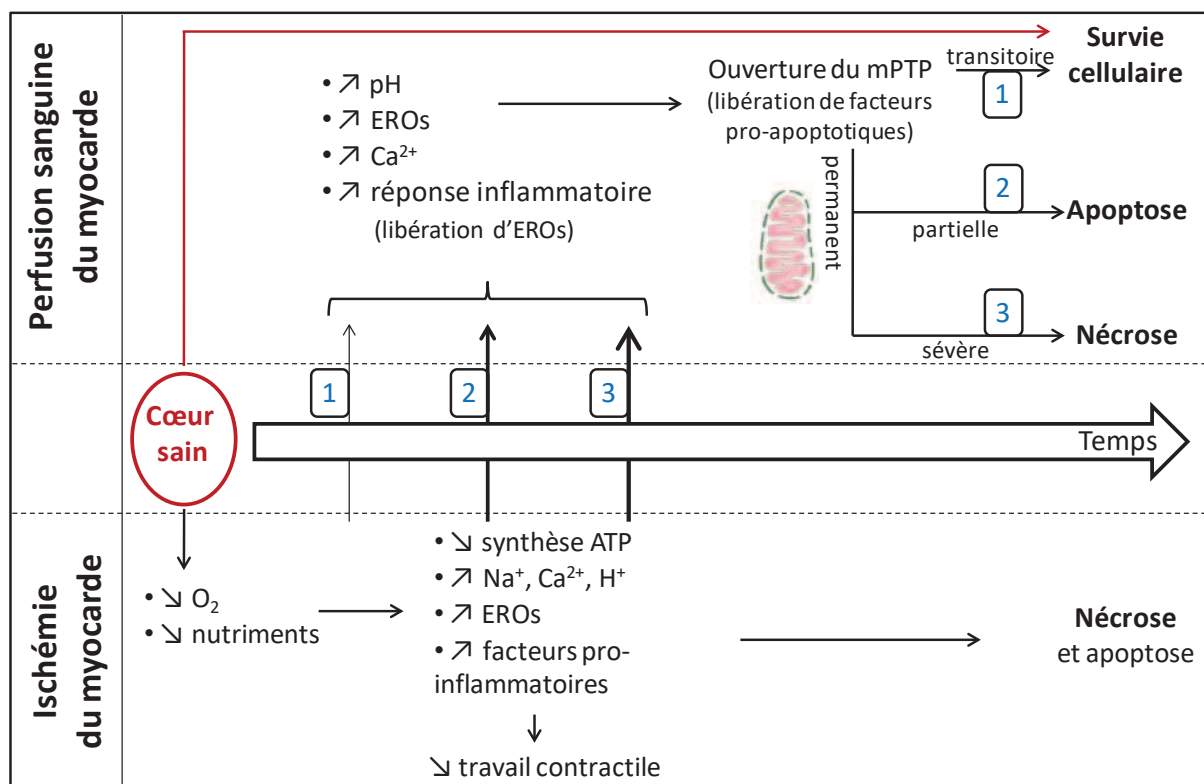 Perfusion sanguine
du myocarde
• ↗ pH
• ↗ EROs
• ↗ Ca²⁺
• ↗ réponse inflammatoire
(libération d’EROs)
Ouverture du mPTP
(libération de facteurs
pro-apoptotiques)
transitoire
1
Survie
cellulaire
permanent
2
partielle
Apoptose
3
sévère
Nécrose
Cœur
sain
1
2
3
Temps
Ischémie
du myocarde
• ↘ O₂
• ↘ nutriments
• ↘ synthèse ATP
• ↗ Na⁺, Ca²⁺, H⁺
• ↗ EROs
• ↗ facteurs pro-
inflammatoires
↘ travail contractile
Nécrose
et apoptose